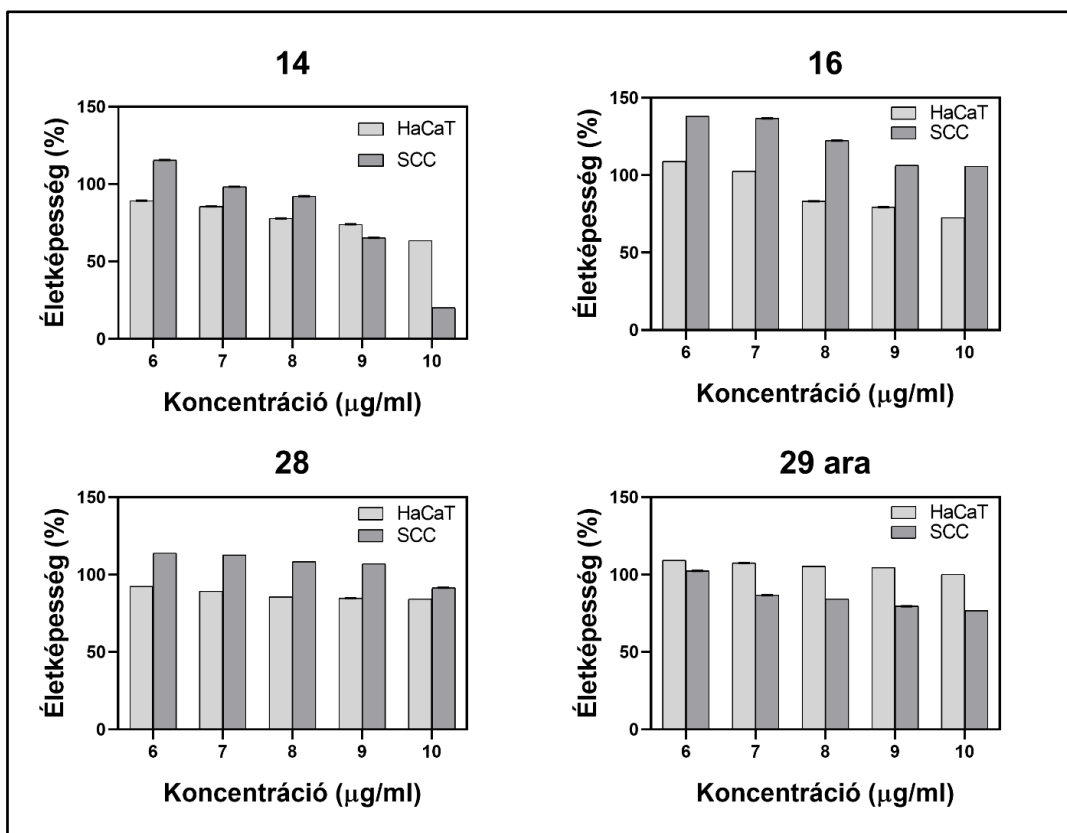 14
Életképesség (%)
150
100
50
0
HaCaT
SCC
6 7 8 9 10
Koncentráció (μg/ml)
16
Életképesség (%)
150
100
50
0
HaCaT
SCC
6 7 8 9 10
Koncentráció (μg/ml)
28
Életképesség (%)
150
100
50
0
HaCaT
SCC
6 7 8 9 10
Koncentráció (μg/ml)
29 ara
Életképesség (%)
150
100
50
0
HaCaT
SCC
6 7 8 9 10
Koncentráció (μg/ml)